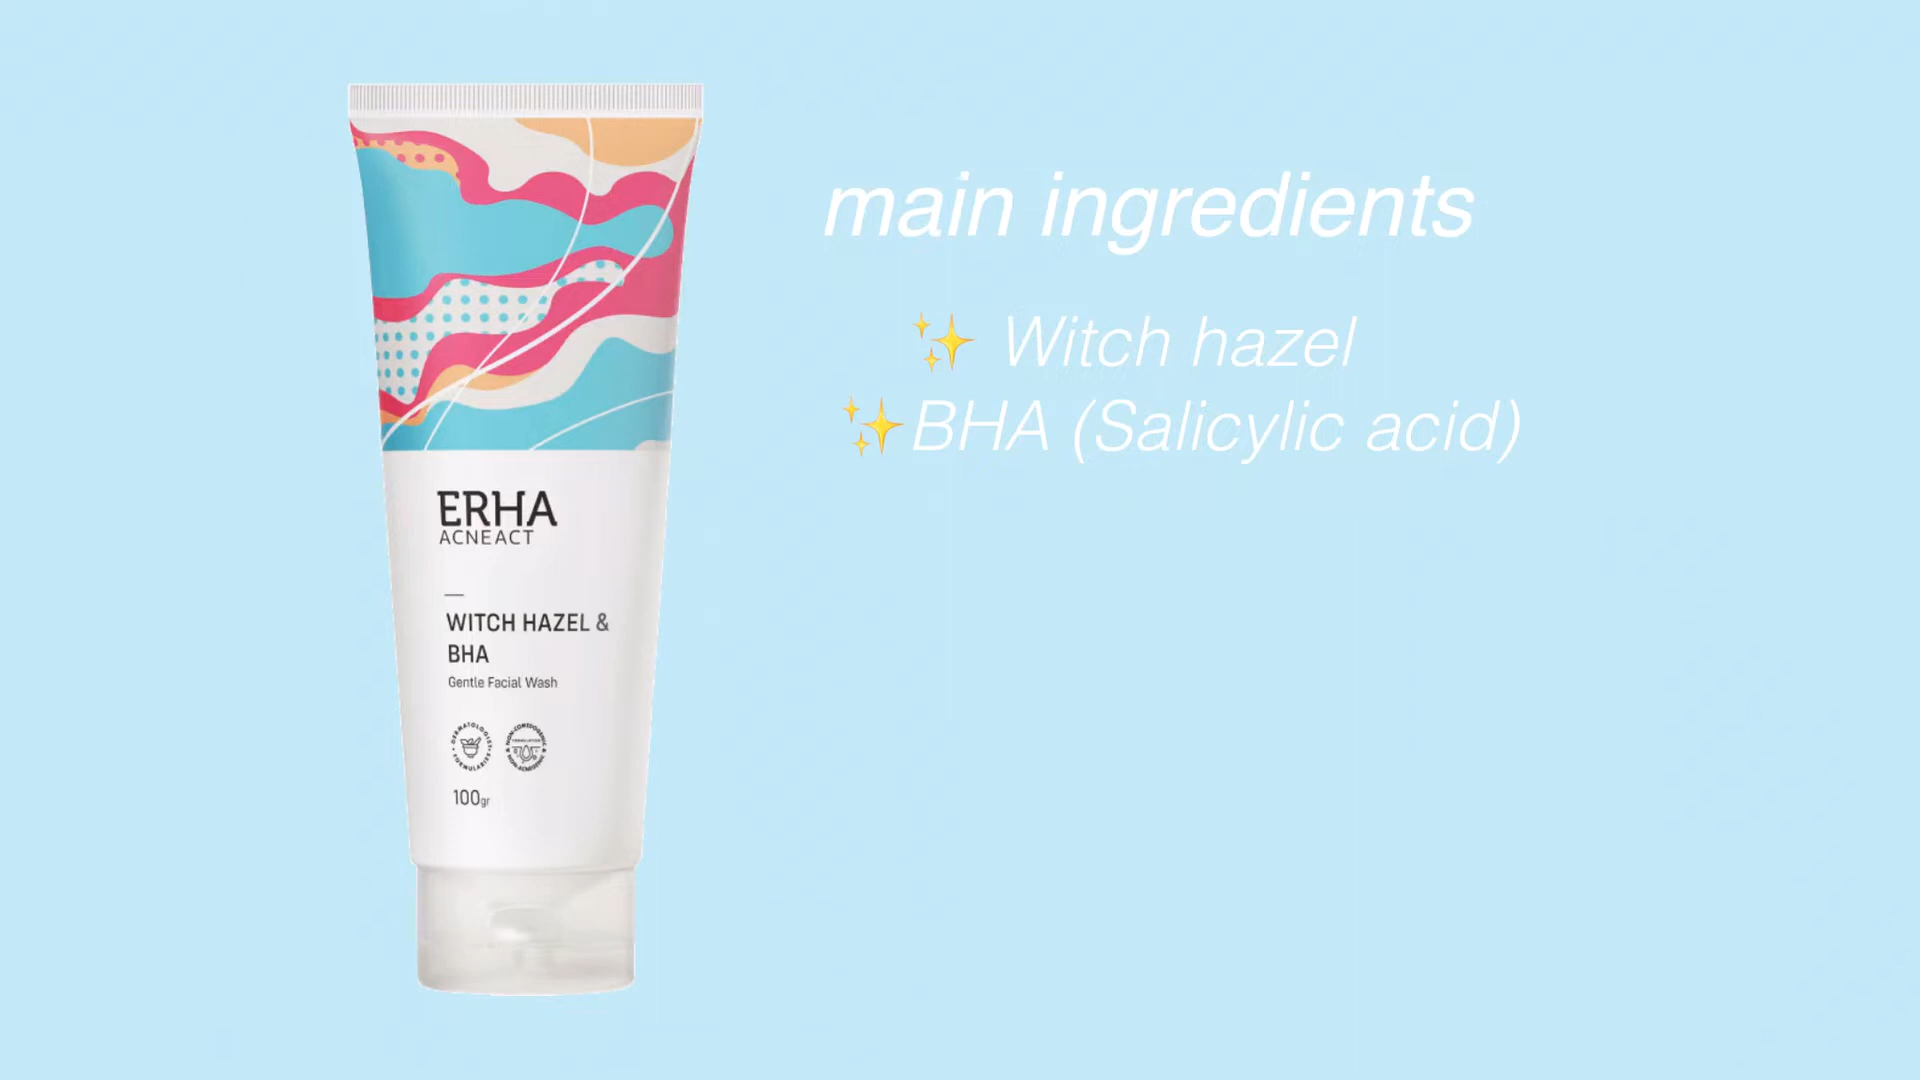 main ingredients
✨ Witch hazel
✨BHA (Salicylic acid)
ERHA
ACNEACT
WITCH HAZEL &
BHA
Gentle Facial Wash
100gr